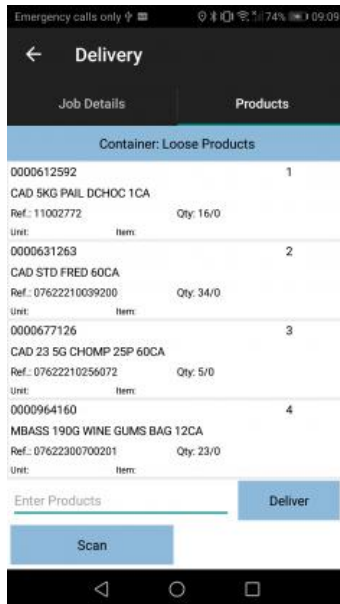 Emergency calls only 74% 09:09
Delivery
Job Details Products
Container: Loose Products
0000612592 1
CAD 5KG PAIL DCHOC 1CA
Ref.: 11002772 Qty: 16/0
Unit: Item:
0000631263 2
CAD STD FRED 60CA
Ref.: 07622210039200 Qty: 34/0
Unit: Item:
0000677126 3
CAD 23 5G CHOMP 25P 60CA
Ref.: 07622210256072 Qty: 5/0
Unit: Item:
0000964160 4
MBASS 190G WINE GUMS BAG 12CA
Ref.: 07622300700201 Qty: 23/0
Unit: Item:
Enter Products Deliver
Scan